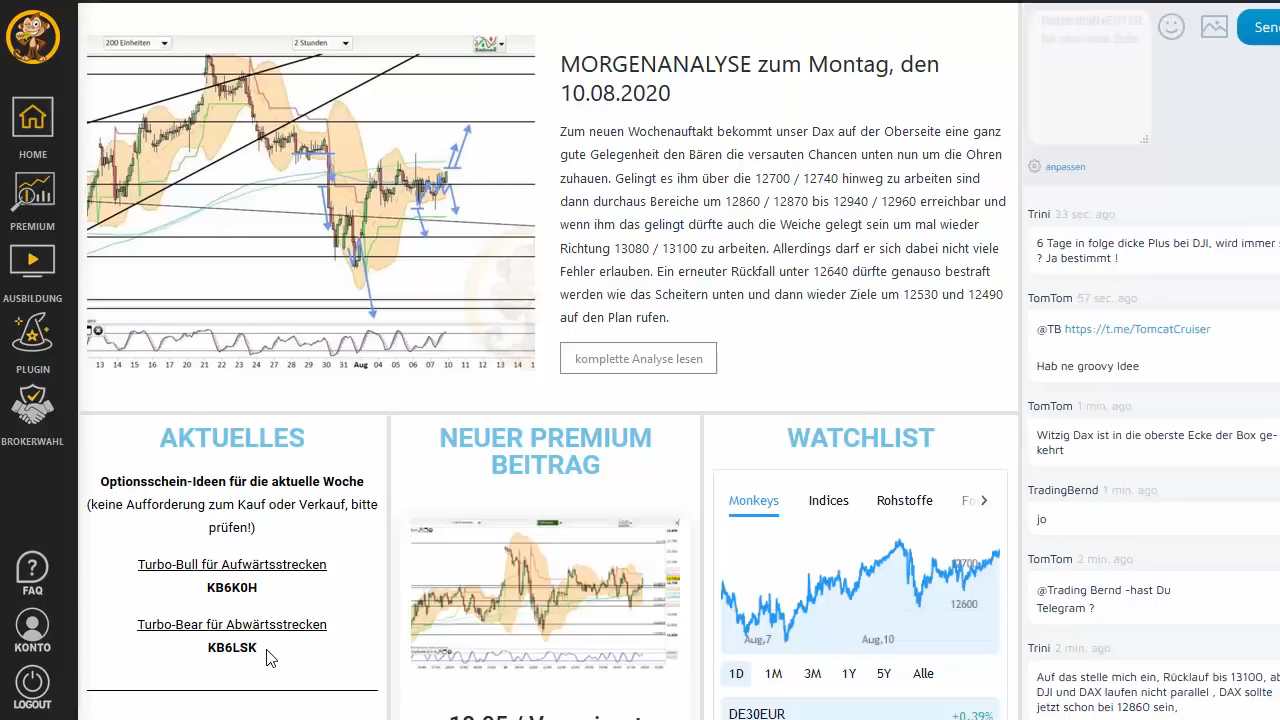 HOME
PREMIUM
AUSBILDUNG
PLUGIN
BROKERWAHL
FAQ
KONTO
LOGOUT
200 Einheiten
2 Stunden
13 14 15 16 17 20 21 22 23 24 27 28 29 30 31 Aug 04 05 06 07 10 11 12 13 14
MORGENANALYSE zum Montag, den
10.08.2020
Zum neuen Wochenauftakt bekommt unser Dax auf der Oberseite eine ganz
gute Gelegenheit den Bären die versauten Chancen unten nun um die Ohren
zuhauen. Gelingt es ihm über die 12700 / 12740 hinweg zu arbeiten sind
dann durchaus Bereiche um 12860 / 12870 bis 12940 / 12960 erreichbar und
wenn ihm das gelingt dürfte auch die Weiche gelegt sein um mal wieder
Richtung 13080 / 13100 zu arbeiten. Allerdings darf er sich dabei nicht viele
Fehler erlauben. Ein erneuter Rückfall unter 12640 dürfte genauso bestraft
werden wie das Scheitern unten und dann wieder Ziele um 12530 und 12490
auf den Plan rufen.
komplette Analyse lesen
AKTUELLES
Optionsschein-Ideen für die aktuelle Woche
(keine Aufforderung zum Kauf oder Verkauf, bitte
prüfen!)
Turbo-Bull für Aufwärtsstrecken
KB6K0H
Turbo-Bear für Abwärtsstrecken
KB6LSK
NEUER PREMIUM
BEITRAG
WATCHLIST
Monkeys Indices Rohstoffe Fo
12700
12600
Aug,7 Aug,10
1D 1M 3M 1Y 5Y Alle
DE30EUR +0.39%
Sen
anpassen
Trini 33 sec. ago
6 Tage in folge dicke Plus bei DJI, wird immer s
? Ja bestimmt !
TomTom 57 sec. ago
@TB https://t.me/TomcatCruiser
Hab ne groovy Idee
TomTom 1 min. ago
Witzig Dax ist in die oberste Ecke der Box ge-
kehrt
TradingBernd 1 min. ago
jo
TomTom 2 min. ago
@Trading Bernd -hast Du
Telegram ?
Trini 2 min. ago
Auf das stelle mich ein, Rücklauf bis 13100, ab
DJI und DAX laufen nicht parallel , DAX sollte
jetzt schon bei 12860 sein,